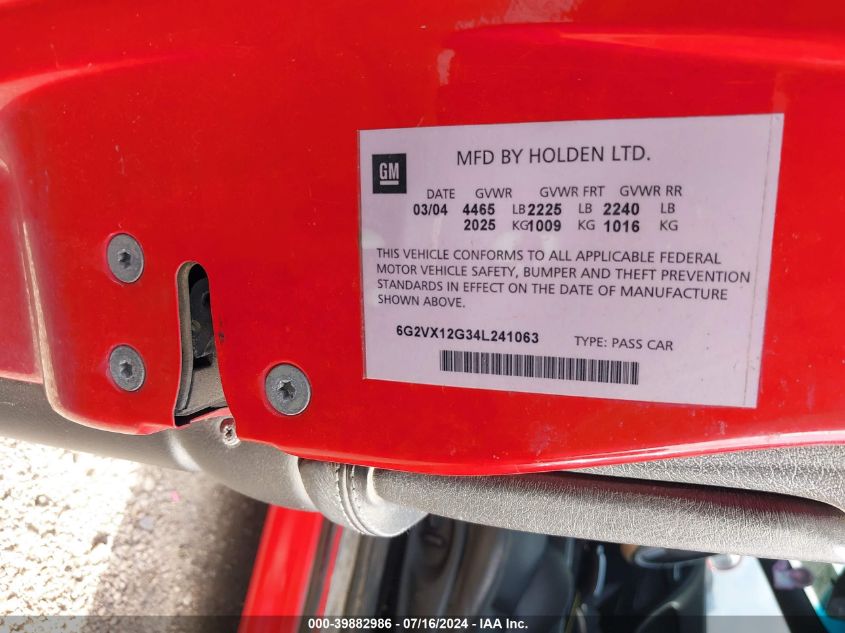 GM
MFD BY HOLDEN LTD.
DATE GVWR GVWR FRT GVWR RR
03/04 4465 LB 2225 LB 2240 LB
2025 KG 1009 KG 1016 KG
THIS VEHICLE CONFORMS TO ALL APPLICABLE FEDERAL
MOTOR VEHICLE SAFETY, BUMPER AND THEFT PREVENTION
STANDARDS IN EFFECT ON THE DATE OF MANUFACTURE
SHOWN ABOVE.
6G2VX12G34L241063 TYPE: PASS CAR
000-39882986 / 07/16/2024 - IAA Inc.